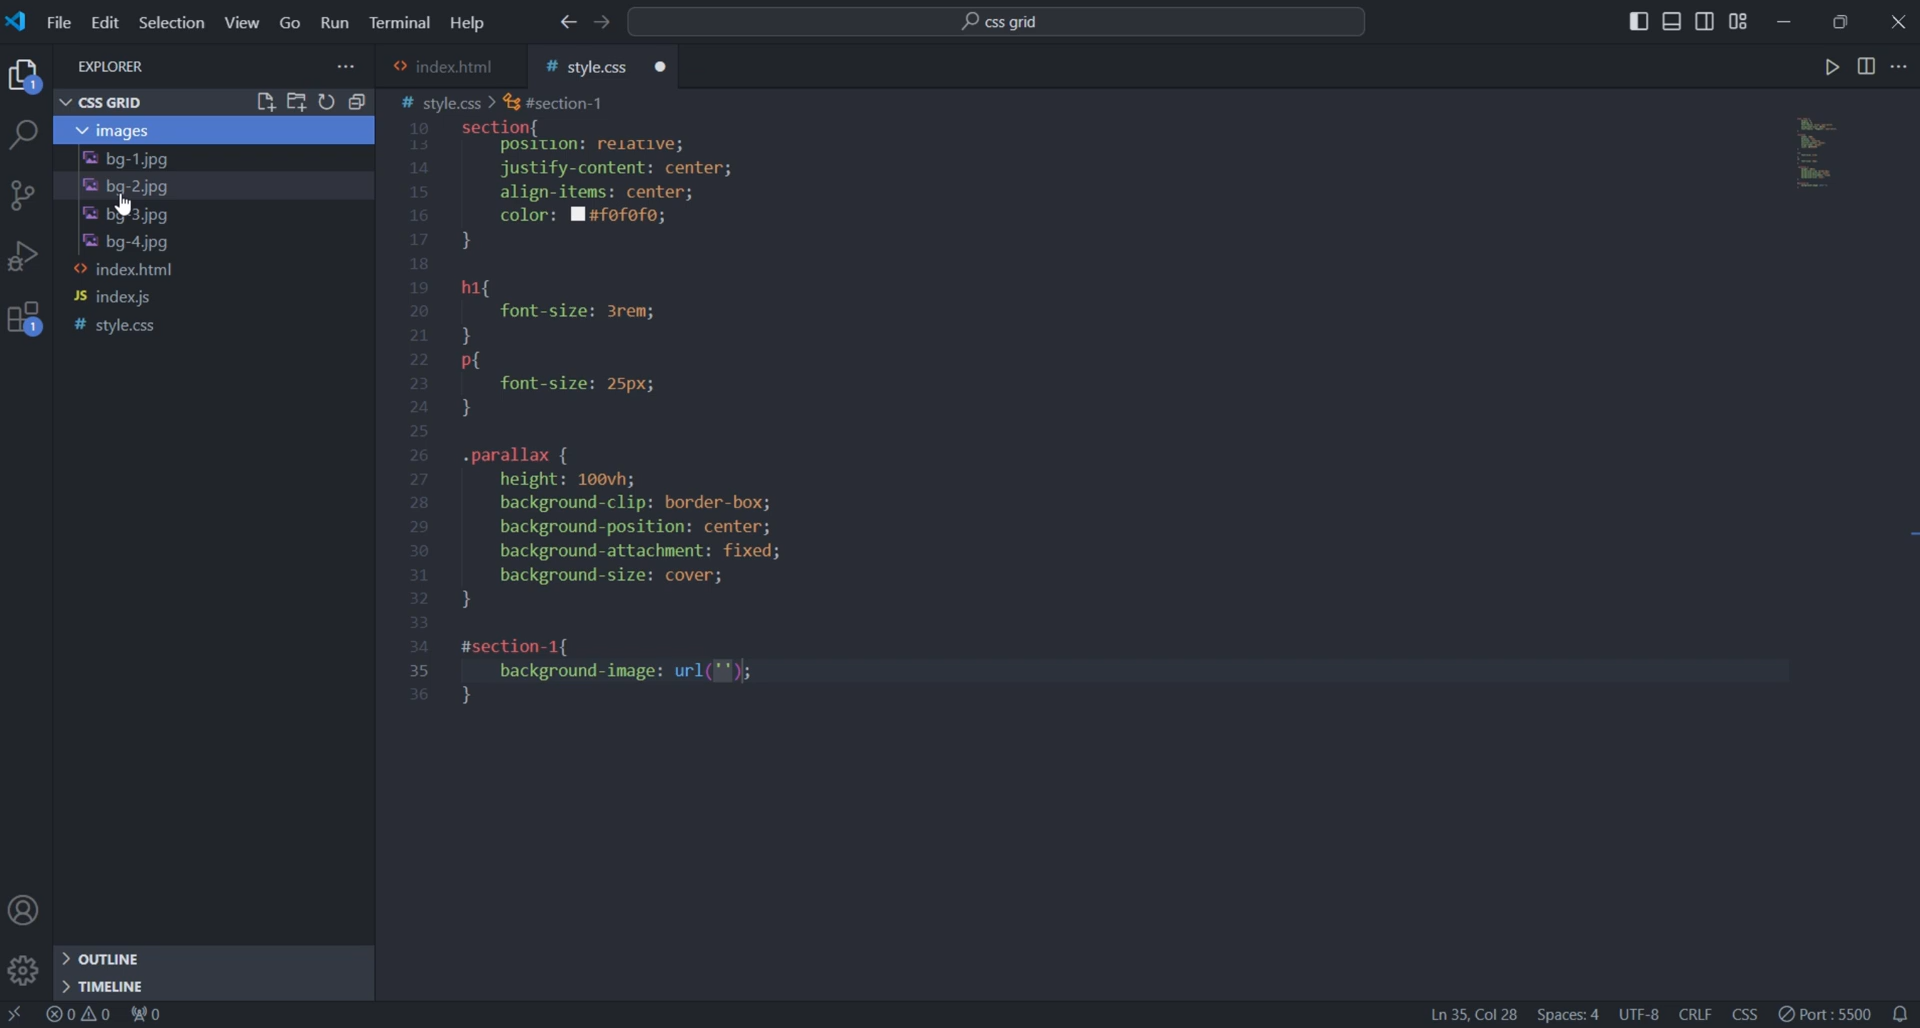 File Edit Selection View Go Run Terminal Help
css grid
EXPLORER
index.html
# style.css
CSS GRID
# style.css > #section-1
images
bg-1.jpg
bg-2.jpg
bg-3.jpg
bg-4.jpg
<> index.html
JS index.js
# style.css
1
1
10 section{
13 position: relative;
14 justify-content: center;
15 align-items: center;
16 color: #f0f0f0;
17 }
18
19 h1{
20 font-size: 3rem;
21 }
22 p{
23 font-size: 25px;
24 }
25
26 .parallax {
27 height: 100vh;
28 background-clip: border-box;
29 background-position: center;
30 background-attachment: fixed;
31 background-size: cover;
32 }
33
34 #section-1{
35 background-image: url('');
36 }
OUTLINE
TIMELINE
0 0 0
Ln 35, Col 28 Spaces: 4 UTF-8 CRLF CSS Port : 5500